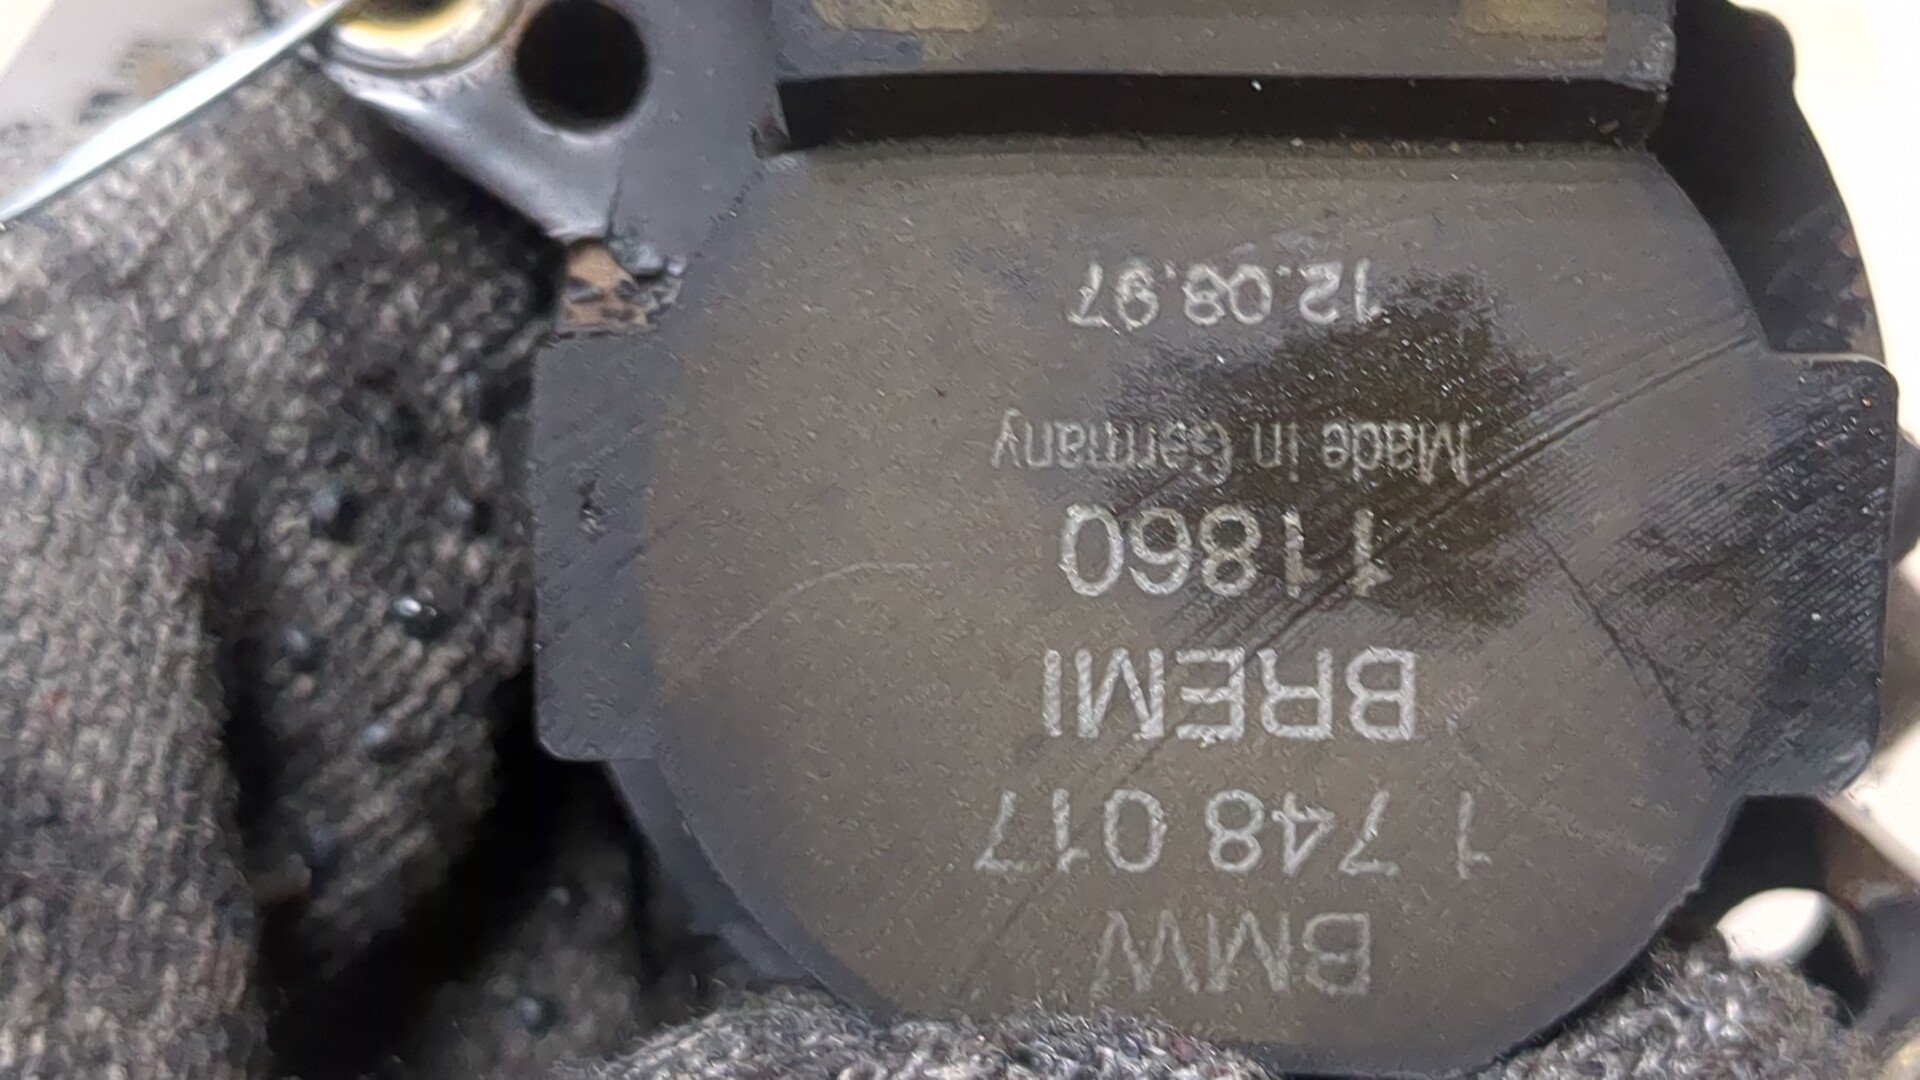 BMW
1 748 017
BREMI
11860
Made in Germany
12.08.97